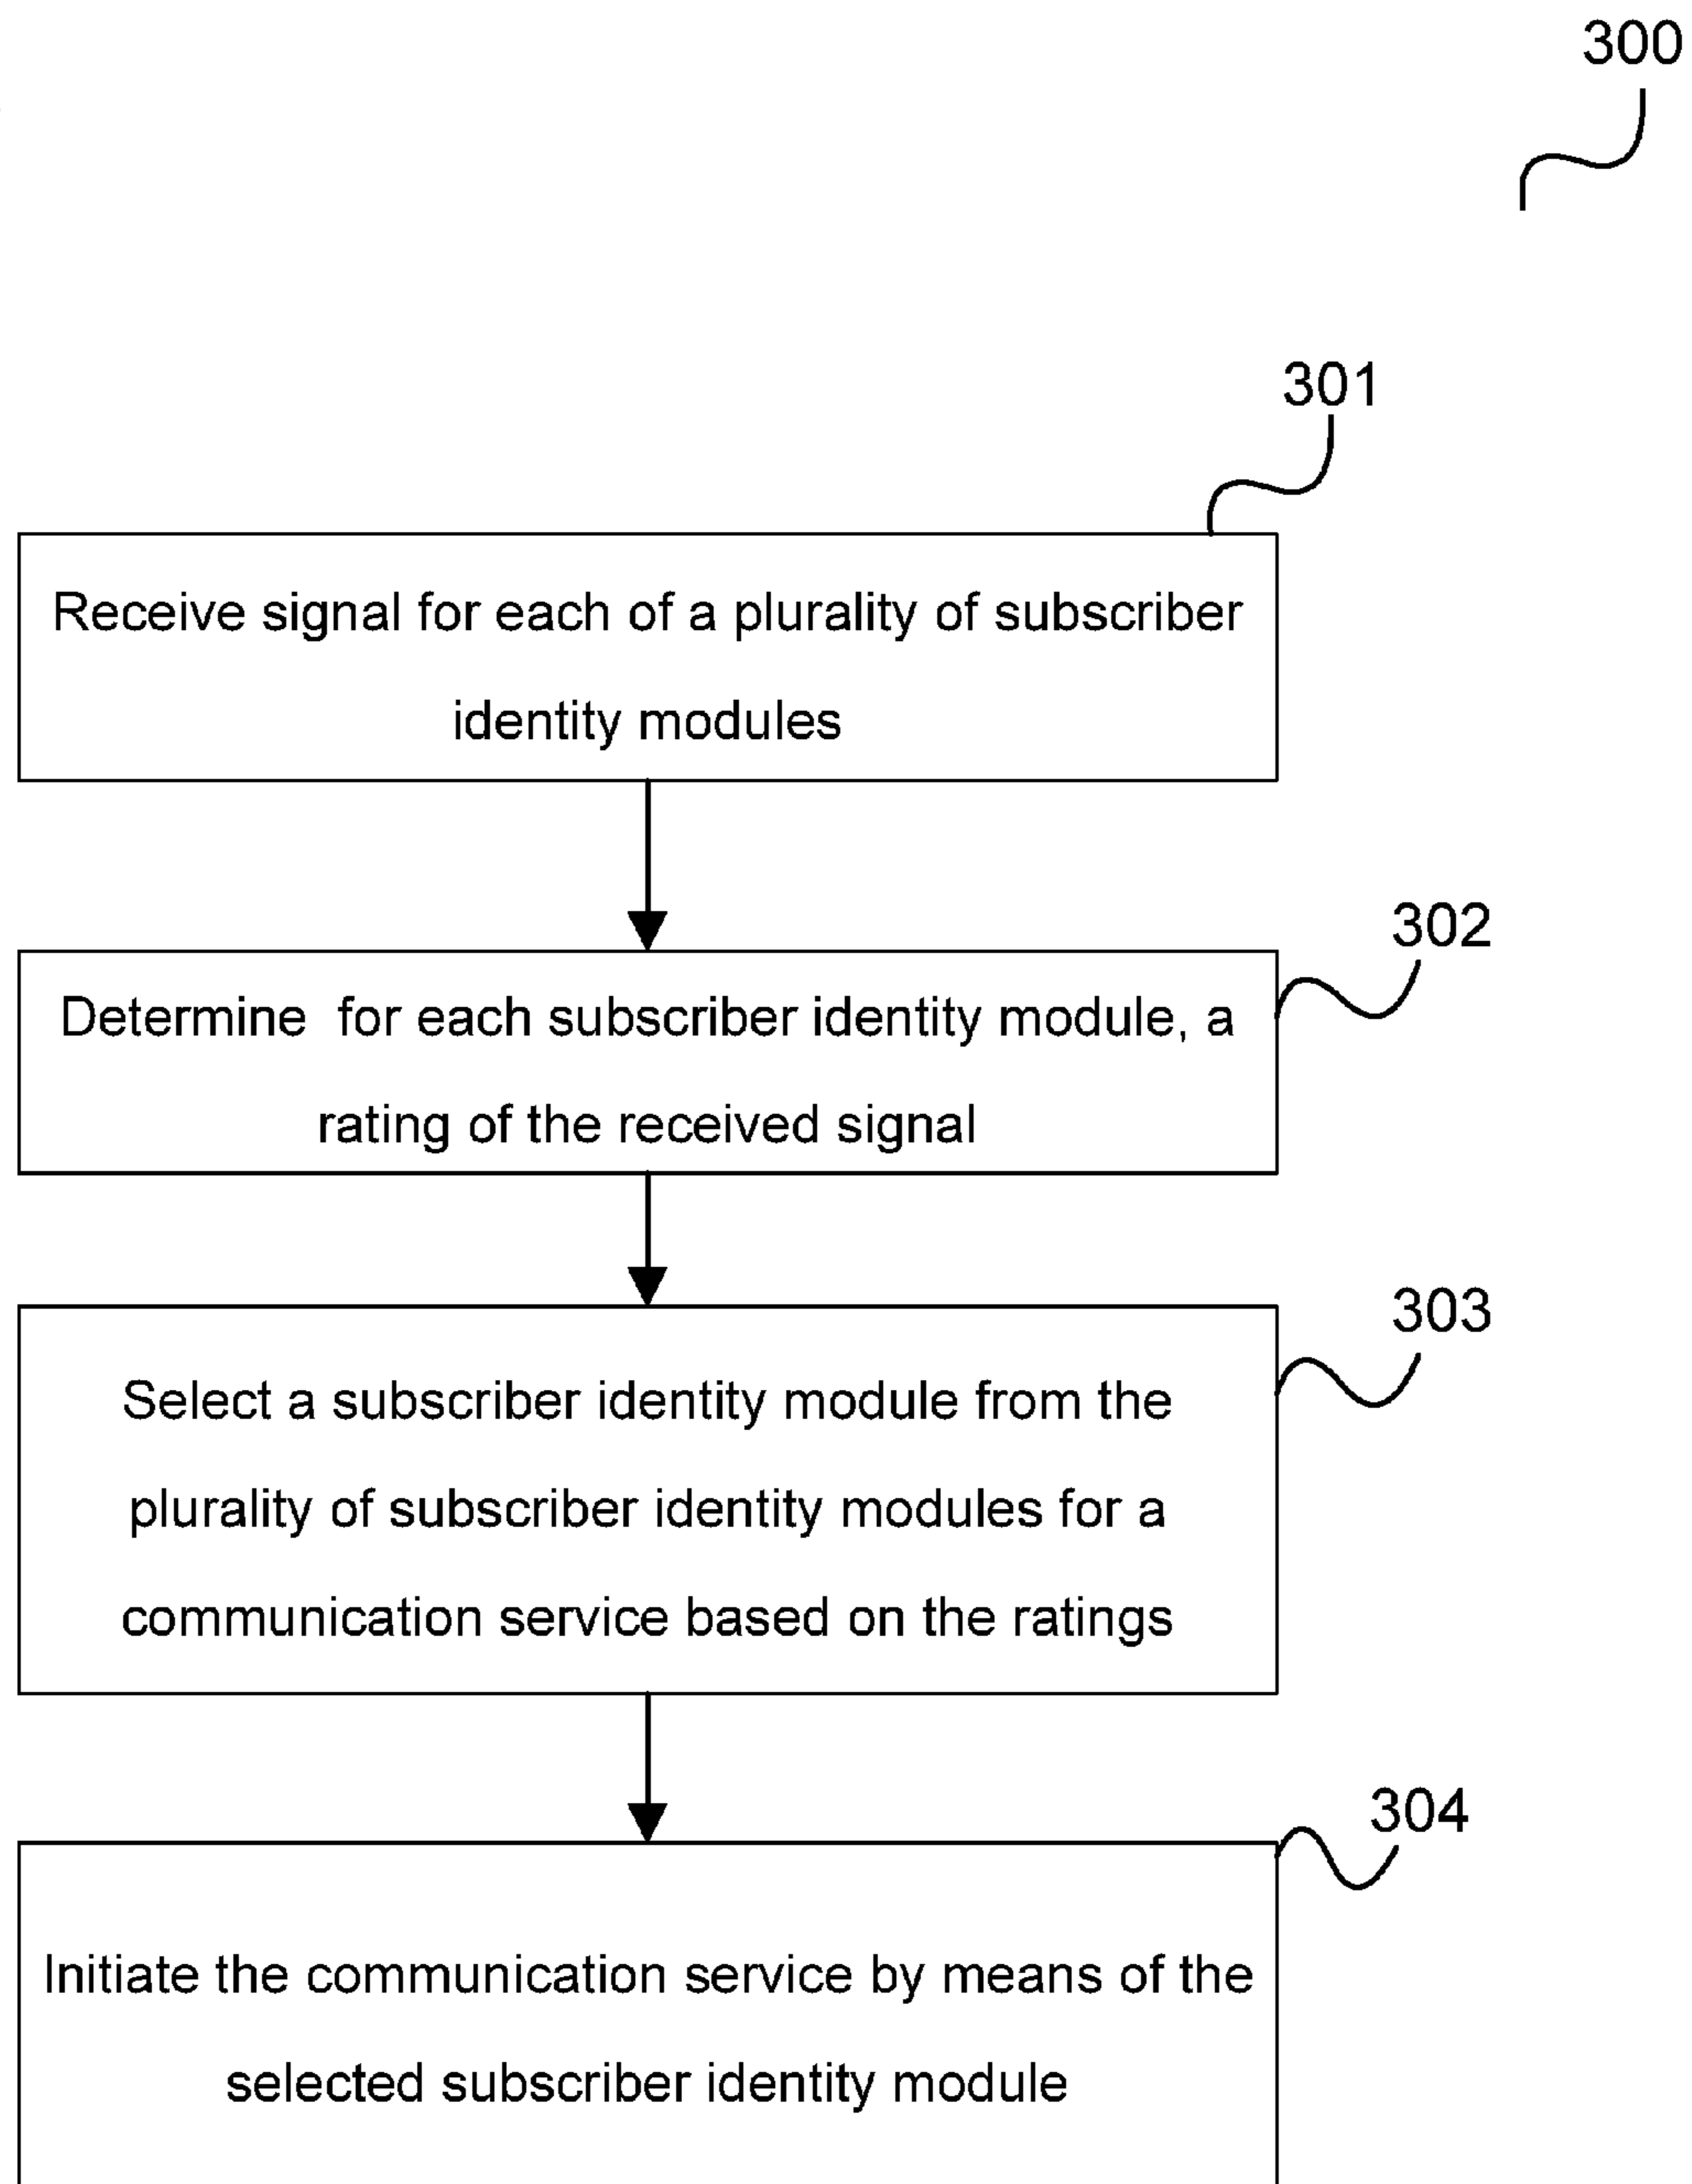 300
301
Receive signal for each of a plurality of subscriber
identity modules
302
Determine for each subscriber identity module, a
rating of the received signal
303
Select a subscriber identity module from the
plurality of subscriber identity modules for a
communication service based on the ratings
304
Initiate the communication service by means of the
selected subscriber identity module